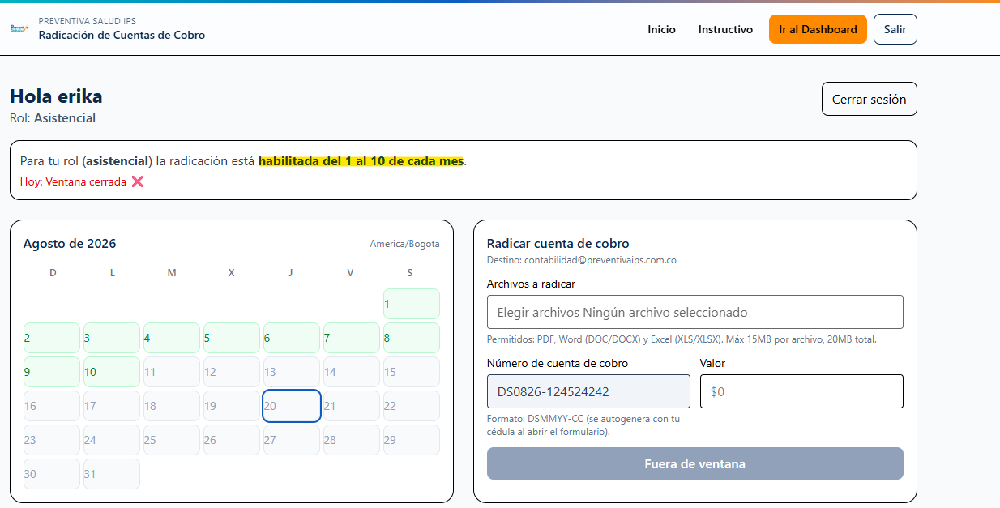 PREVENTIVA SALUD IPS
Radicación de Cuentas de Cobro
Inicio Instructivo Ir al Dashboard Salir
Hola erika
Rol: Asistencial
Cerrar sesión
Para tu rol (asistencial) la radicación está habilitada del 1 al 10 de cada mes.
Hoy: Ventana cerrada ❌
Agosto de 2026 America/Bogota
D L M X J V S
1
2 3 4 5 6 7 8
9 10 11 12 13 14 15
16 17 18 19 20 21 22
23 24 25 26 27 28 29
30 31
Radicar cuenta de cobro
Destino: contabilidad@preventivaips.com.co
Archivos a radicar
Elegir archivos Ningún archivo seleccionado
Permitidos: PDF, Word (DOC/DOCX) y Excel (XLS/XLSX). Máx 15MB por archivo, 20MB total.
Número de cuenta de cobro Valor
DS0826-124524242 $0
Formato: DSMMYY-CC (se autogenera con tu
cédula al abrir el formulario).
Fuera de ventana